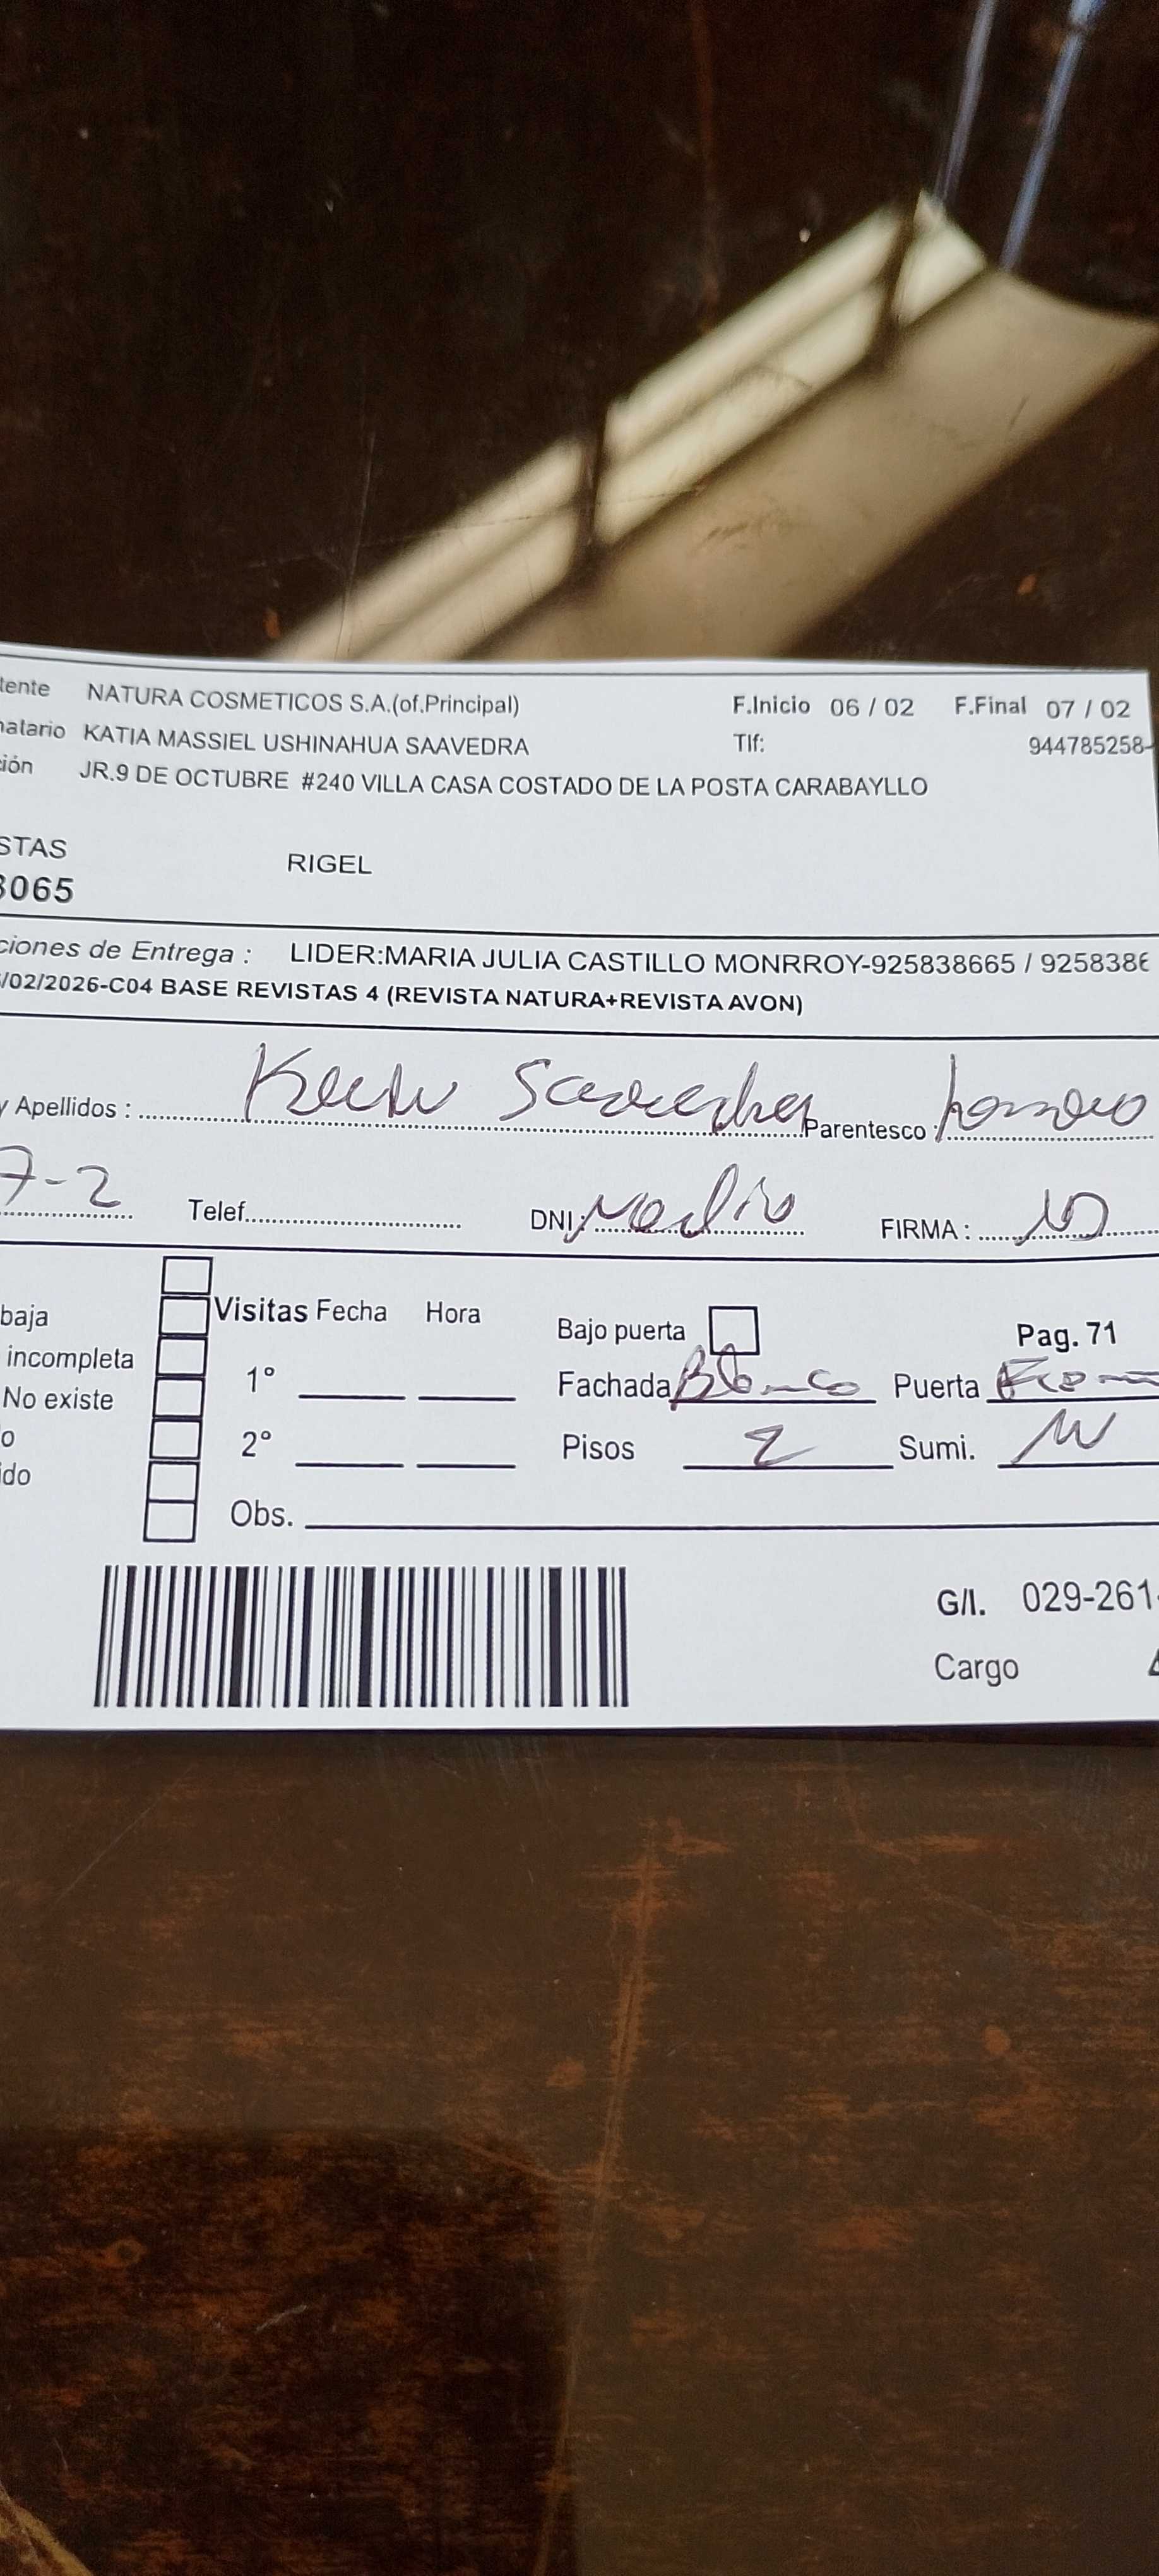 tente NATURA COSMETICOS S.A.(of.Principal) F.Inicio 06 / 02 F.Final 07 / 02
natario KATIA MASSIEL USHINAHUA SAAVEDRA Tlf: 944785258-
ción JR.9 DE OCTUBRE #240 VILLA CASA COSTADO DE LA POSTA CARABAYLLO
STAS RIGEL
3065
ciones de Entrega : LIDER:MARIA JULIA CASTILLO MONRROY-925838665 / 925838
/02/2026-C04 BASE REVISTAS 4 (REVISTA NATURA+REVISTA AVON)
y Apellidos : Saavedra Parentesco :
7-2 Telef. DNI: FIRMA :
baja Visitas Fecha Hora Bajo puerta Pag. 71
incompleta 1° Fachada Blanco Puerta
No existe
o 2° Pisos 2 Sumi.
ido
Obs.
G/I. 029-261-
Cargo